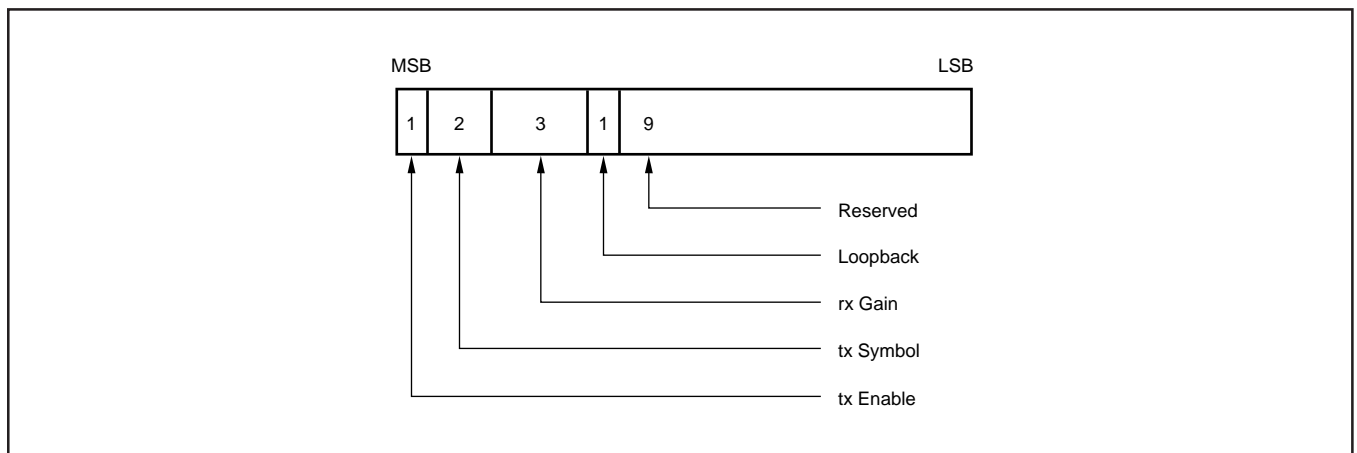 MSB LSB
1 2 3 1 9
Reserved
Loopback
rx Gain
tx Symbol
tx Enable